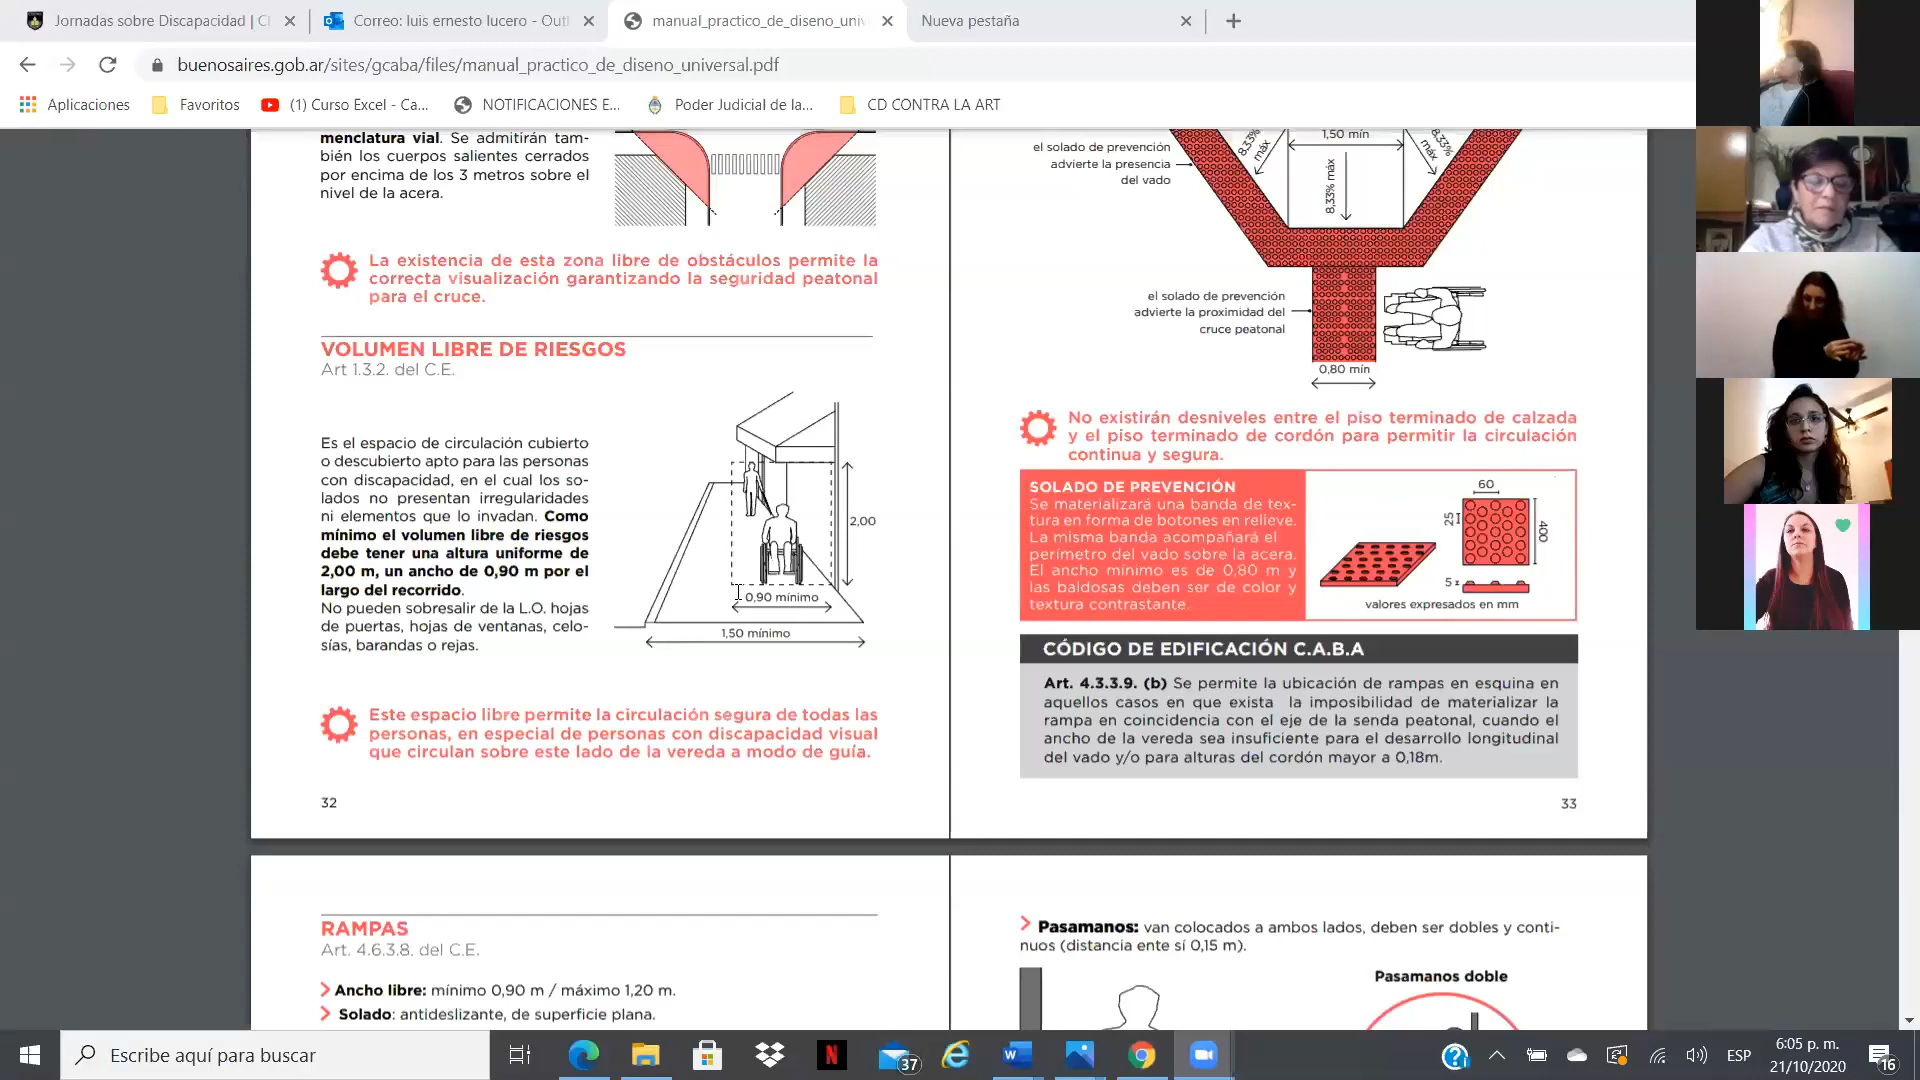 Jornadas sobre Discapacidad | Cl
Correo: luis ernesto lucero - Outl
manual_practico_de_diseno_univ
Nueva pestaña
buenosaires.gob.ar/sites/gcaba/files/manual_practico_de_diseno_universal.pdf
Aplicaciones
Favoritos
(1) Curso Excel - Ca...
NOTIFICACIONES E...
Poder Judicial de la...
CD CONTRA LA ART
menclatura vial. Se admitirán tam-
bién los cuerpos salientes cerrados
por encima de los 3 metros sobre el
nivel de la acera.
La existencia de esta zona libre de obstáculos permite la
correcta visualización garantizando la seguridad peatonal
para el cruce.
VOLUMEN LIBRE DE RIESGOS
Art 1.3.2. del C.E.
Es el espacio de circulación cubierto
o descubierto apto para las personas
con discapacidad, en el cual los so-
lados no presentan irregularidades
ni elementos que lo invadan. Como
mínimo el volumen libre de riesgos
debe tener una altura uniforme de
2,00 m, un ancho de 0,90 m por el
largo del recorrido.
No pueden sobresalir de la L.O. hojas
de puertas, hojas de ventanas, celo-
sías, barandas o rejas.
2,00
0,90 mínimo
1,50 mínimo
Este espacio libre permite la circulación segura de todas las
personas, en especial de personas con discapacidad visual
que circulan sobre este lado de la vereda a modo de guía.
32
el solado de prevención
advierte la presencia
del vado
8.33%
máx
1,50 mín
8,33% máx
8.33%
máx
el solado de prevención
advierte la proximidad del
cruce peatonal
0,80 mín
No existirán desniveles entre el piso terminado de calzada
y el piso terminado de cordón para permitir la circulación
continua y segura.
SOLADO DE PREVENCIÓN
Se materializará una banda de tex-
tura en forma de botones en relieve.
La misma banda acompañará el
perímetro del vado sobre la acera.
El ancho mínimo es de 0,80 m y
las baldosas deben ser de color y
textura contrastante.
60
25
400
5
valores expresados en mm
CÓDIGO DE EDIFICACIÓN C.A.B.A
Art. 4.3.3.9. (b) Se permite la ubicación de rampas en esquina en
aquellos casos en que exista la imposibilidad de materializar la
rampa en coincidencia con el eje de la senda peatonal, cuando el
ancho de la vereda sea insuficiente para el desarrollo longitudinal
del vado y/o para alturas del cordón mayor a 0,18m.
33
RAMPAS
Art. 4.6.3.8. del C.E.
Ancho libre: mínimo 0,90 m / máximo 1,20 m.
Solado: antideslizante, de superficie plana.
Pasamanos: van colocados a ambos lados, deben ser dobles y conti-
nuos (distancia ente sí 0,15 m).
Pasamanos doble
Escribe aquí para buscar
37
ESP
6:05 p. m.
21/10/2020
16